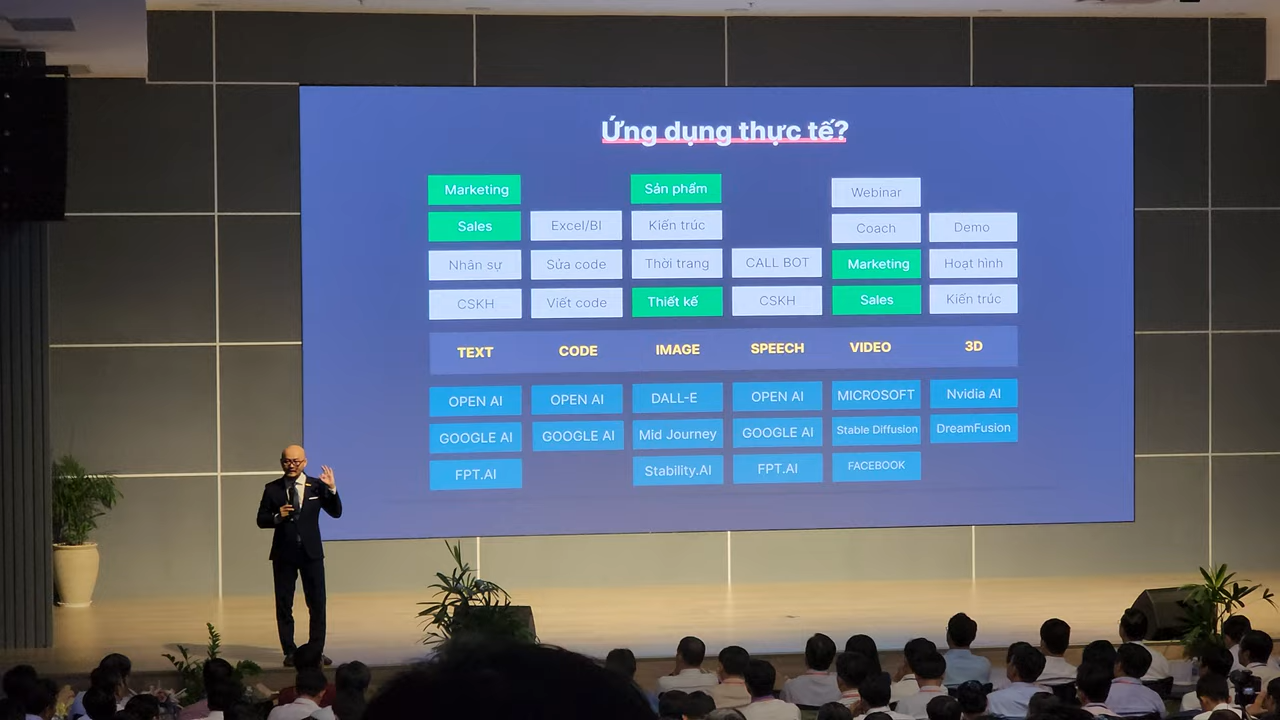 Ứng dụng thực tế?
Marketing Sản phẩm Webinar
Sales Excel/BI Kiến trúc Coach Demo
Nhân sự Sửa code Thời trang CALL BOT Marketing Hoạt hình
CSKH Viết code Thiết kế CSKH Sales Kiến trúc
TEXT CODE IMAGE SPEECH VIDEO 3D
OPEN AI OPEN AI DALL-E OPEN AI MICROSOFT Nvidia AI
GOOGLE AI GOOGLE AI Mid Journey GOOGLE AI Stable Diffusion DreamFusion
FPT.AI Stability.AI FPT.AI FACEBOOK